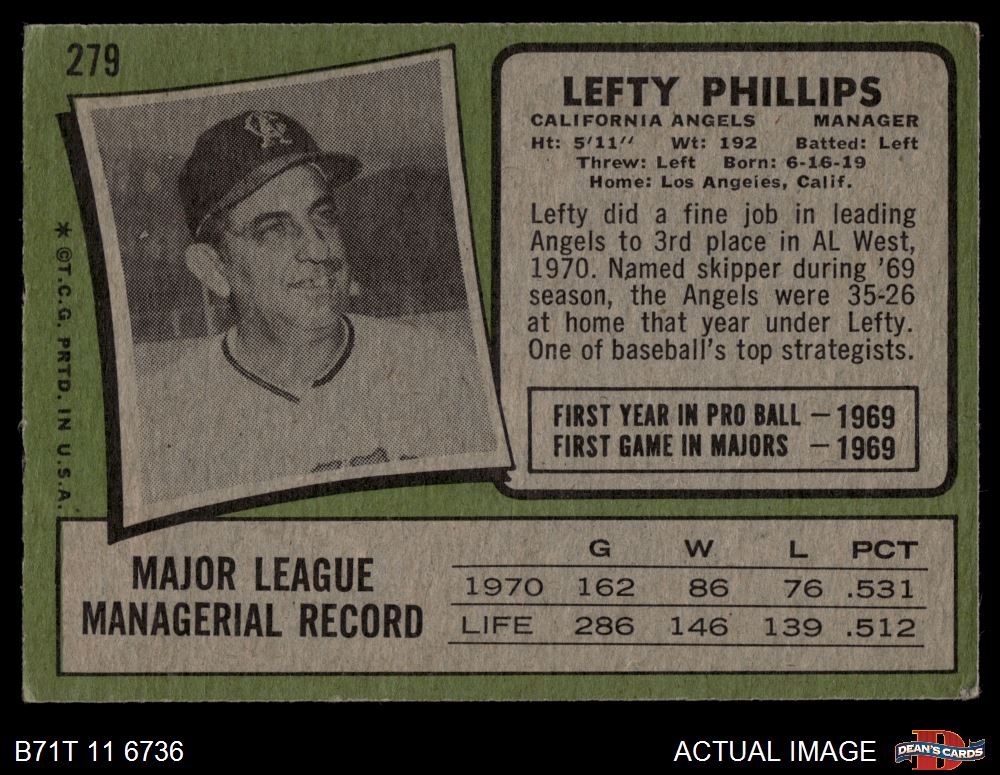 279
LEFTY PHILLIPS
CALIFORNIA ANGELS MANAGER
Ht: 5'11" Wt: 192 Batted: Left
Threw: Left Born: 6-16-19
Home: Los Angeies, Calif.
Lefty did a fine job in leading
Angels to 3rd place in AL West,
1970. Named skipper during '69
season, the Angels were 35-26
at home that year under Lefty.
One of baseball's top strategists.
FIRST YEAR IN PRO BALL — 1969
FIRST GAME IN MAJORS — 1969
* ©T.C.G. PRTD. IN U.S.A.
MAJOR LEAGUE
MANAGERIAL RECORD
G W L PCT
1970 162 86 76 .531
LIFE 286 146 139 .512
CA
B71T 11 6736
ACTUAL IMAGE
D
DEAN'S CARDS